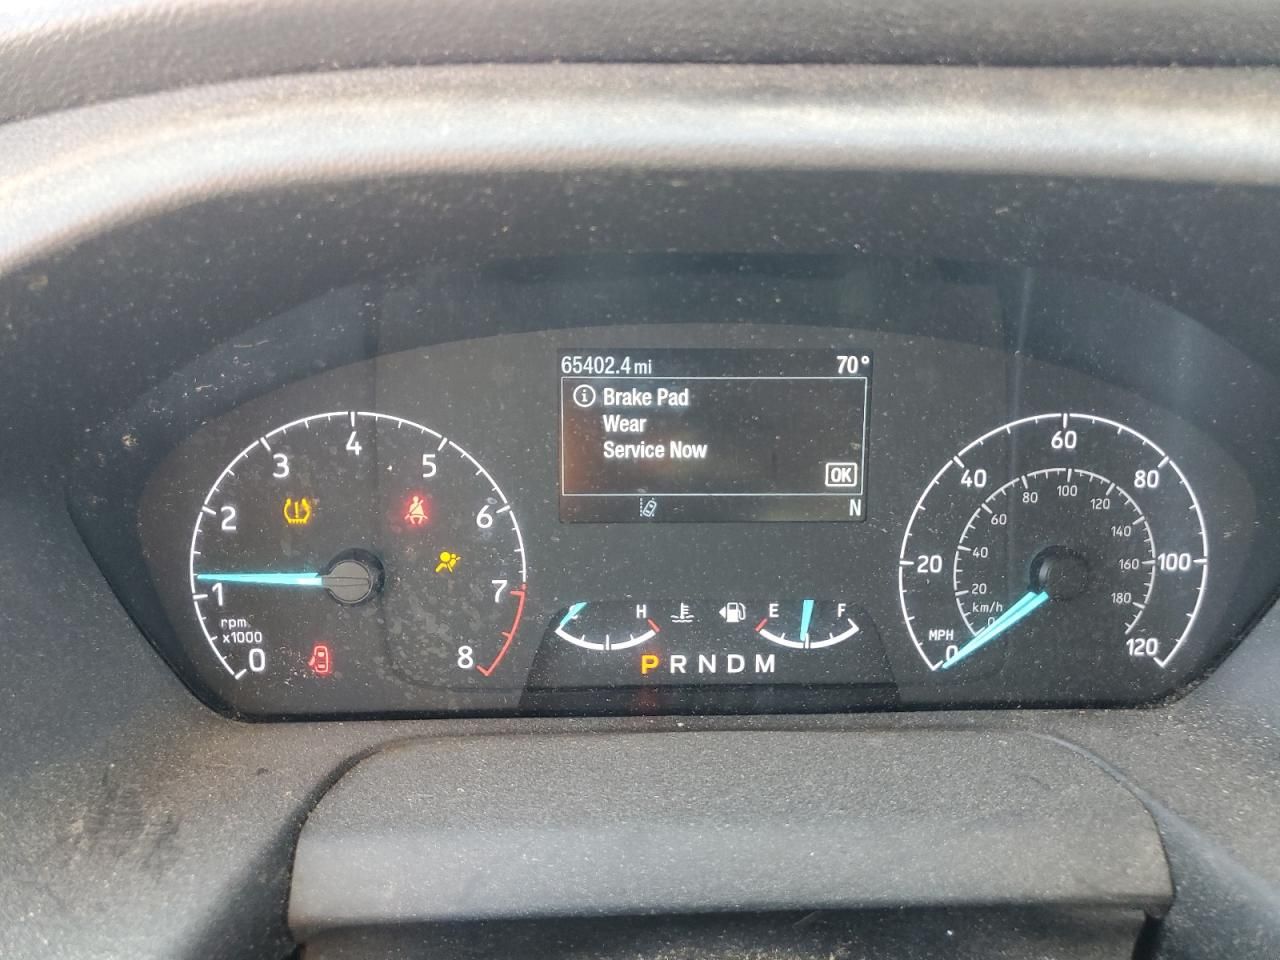 65402.4 mi 70°
Brake Pad
Wear
Service Now
OK
N
0 1 2 3 4 5 6 7 8
rpm
x1000
H
E F
P R N D M
0 20 40 60 80 100 120
MPH
0 20 40 60 80 100 120 140 160 180
km/h